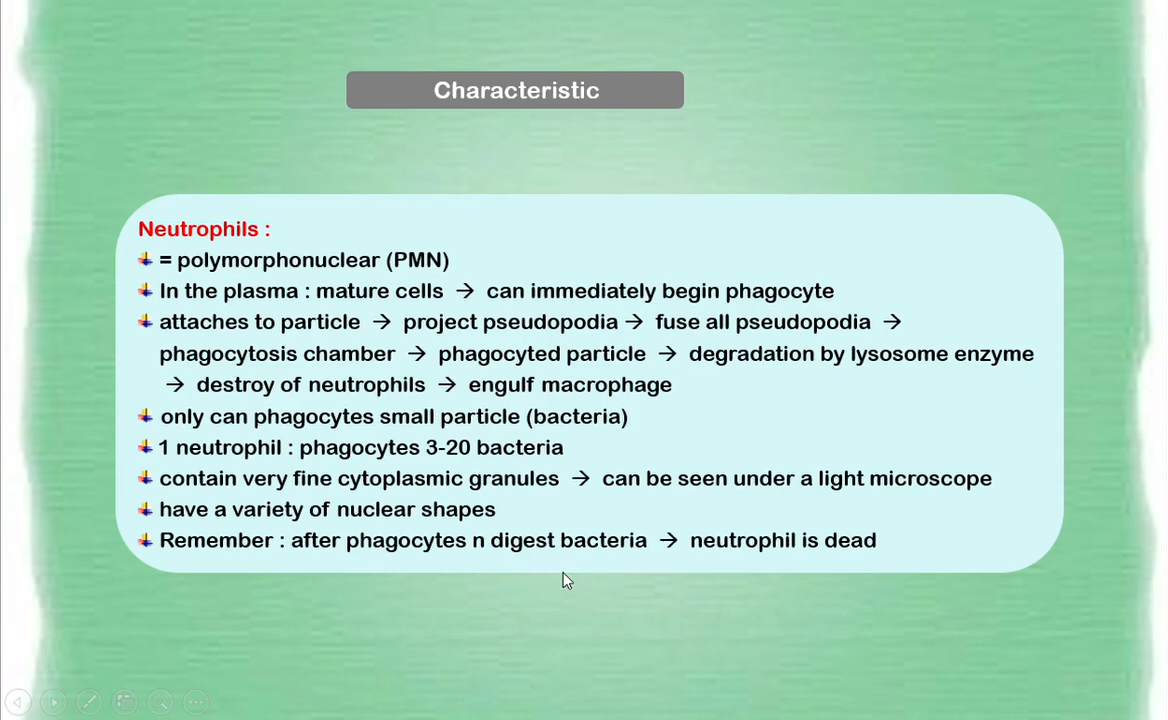 Characteristic
Neutrophils :
= polymorphonuclear (PMN)
In the plasma : mature cells → can immediately begin phagocyte
attaches to particle → project pseudopodia → fuse all pseudopodia →
phagocytosis chamber → phagocyted particle → degradation by lysosome enzyme
→ destroy of neutrophils → engulf macrophage
only can phagocytes small particle (bacteria)
1 neutrophil : phagocytes 3-20 bacteria
contain very fine cytoplasmic granules → can be seen under a light microscope
have a variety of nuclear shapes
Remember : after phagocytes n digest bacteria → neutrophil is dead